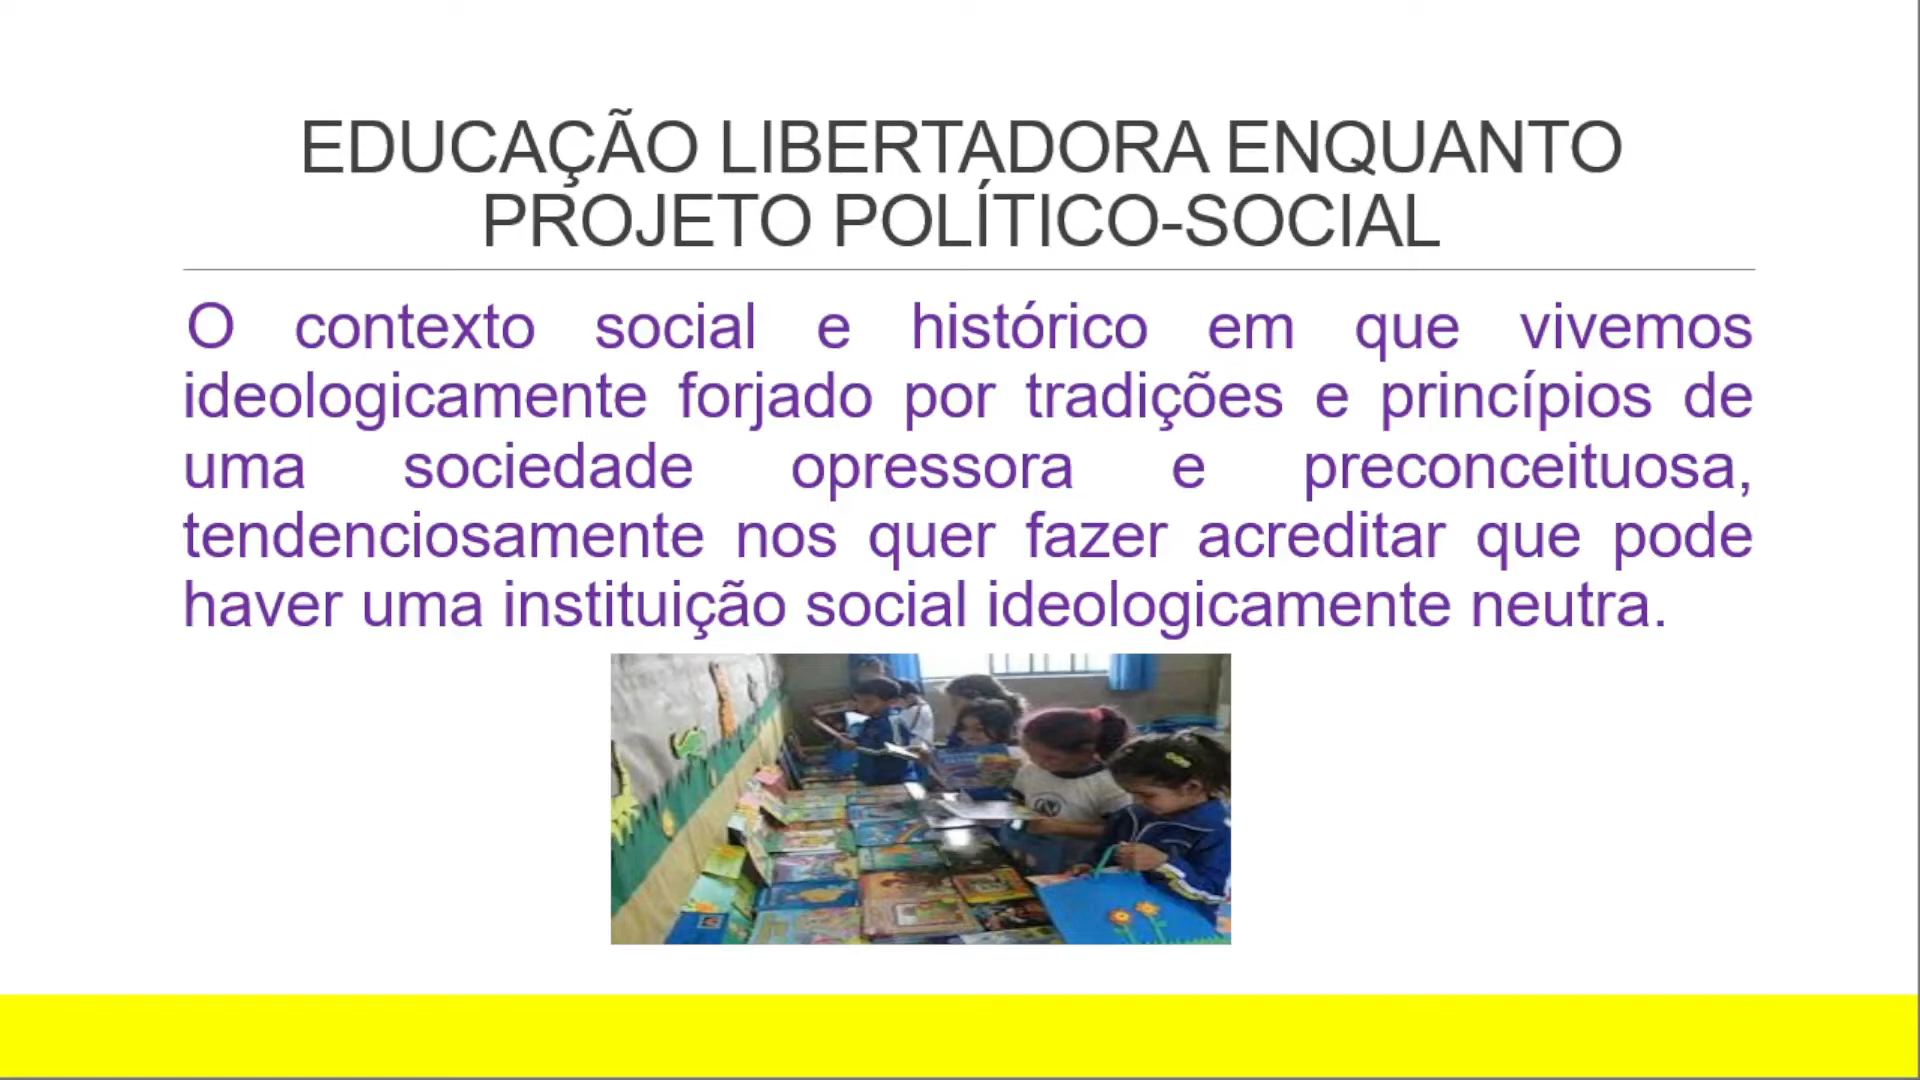 EDUCAÇÃO LIBERTADORA ENQUANTO
PROJETO POLÍTICO-SOCIAL
O contexto social e histórico em que vivemos
ideologicamente forjado por tradições e princípios de
uma sociedade opressora e preconceituosa,
tendenciosamente nos quer fazer acreditar que pode
haver uma instituição social ideologicamente neutra.